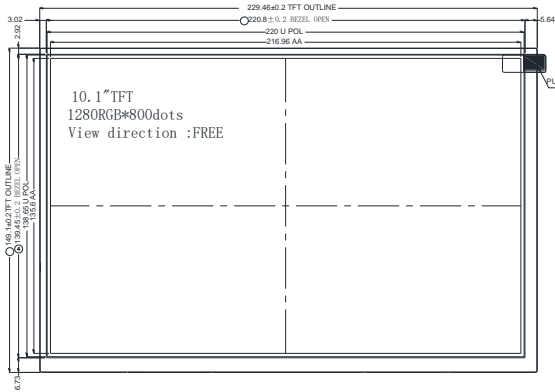 229.46±0.2 TFT OUTLINE
3.02
220.8±0.2 BEZEL OPEN
5.64
220 U POL
2.92
216.96 AA
PU
10.1"TFT
1280RGB*800dots
View direction :FREE
149.1±0.2TFT OUTLINE
139.45±0.2 BEZEL OPEN
138.65 U POL
135.6 AA
6.73